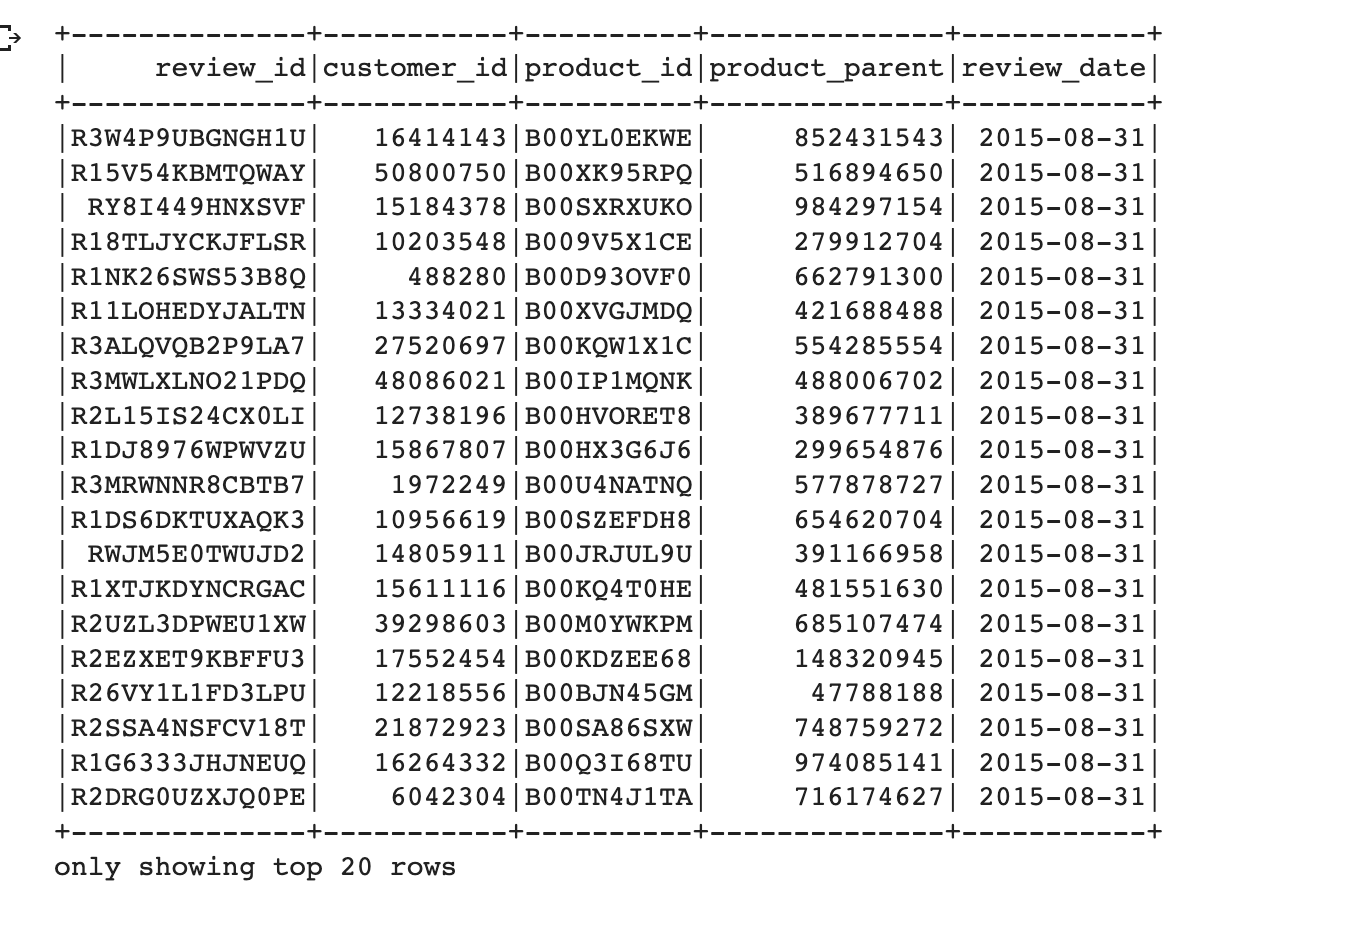 +--------------+-----------+----------+--------------+-----------+
|     review_id|customer_id|product_id|product_parent|review_date|
+--------------+-----------+----------+--------------+-----------+
|R3W4P9UBGNGH1U|   16414143|B00YL0EKWE|     852431543| 2015-08-31|
|R15V54KBMTQWAY|   50800750|B00XK95RPQ|     516894650| 2015-08-31|
| RY8I449HNXSVF|   15184378|B00SXRXUKO|     984297154| 2015-08-31|
|R18TLJYCKJFLSR|   10203548|B009V5X1CE|     279912704| 2015-08-31|
|R1NK26SWS53B8Q|     488280|B00D93OVF0|     662791300| 2015-08-31|
|R11LOHEDYJALTN|   13334021|B00XVGJMDQ|     421688488| 2015-08-31|
|R3ALQVQB2P9LA7|   27520697|B00KQW1X1C|     554285554| 2015-08-31|
|R3MWLXLNO21PDQ|   48086021|B00IP1MQNK|     488006702| 2015-08-31|
|R2L15IS24CX0LI|   12738196|B00HVORET8|     389677711| 2015-08-31|
|R1DJ8976WPWVZU|   15867807|B00HX3G6J6|     299654876| 2015-08-31|
|R3MRWNNR8CBTB7|    1972249|B00U4NATNQ|     577878727| 2015-08-31|
|R1DS6DKTUXAQK3|   10956619|B00SZEFDH8|     654620704| 2015-08-31|
| RWJM5E0TWUJD2|   14805911|B00JRJUL9U|     391166958| 2015-08-31|
|R1XTJKDYNCRGAC|   15611116|B00KQ4T0HE|     481551630| 2015-08-31|
|R2UZL3DPWEU1XW|   39298603|B00M0YWKPM|     685107474| 2015-08-31|
|R2EZXET9KBFFU3|   17552454|B00KDZEE68|     148320945| 2015-08-31|
|R26VY1L1FD3LPU|   12218556|B00BJN45GM|      47788188| 2015-08-31|
|R2SSA4NSFCV18T|   21872923|B00SA86SXW|     748759272| 2015-08-31|
|R1G6333JHJNEUQ|   16264332|B00Q3I68TU|     974085141| 2015-08-31|
|R2DRG0UZXJQ0PE|    6042304|B00TN4J1TA|     716174627| 2015-08-31|
+--------------+-----------+----------+--------------+-----------+
only showing top 20 rows